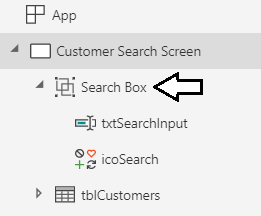 App
Customer Search Screen
Search Box
txtSearchInput
icoSearch
tblCustomers